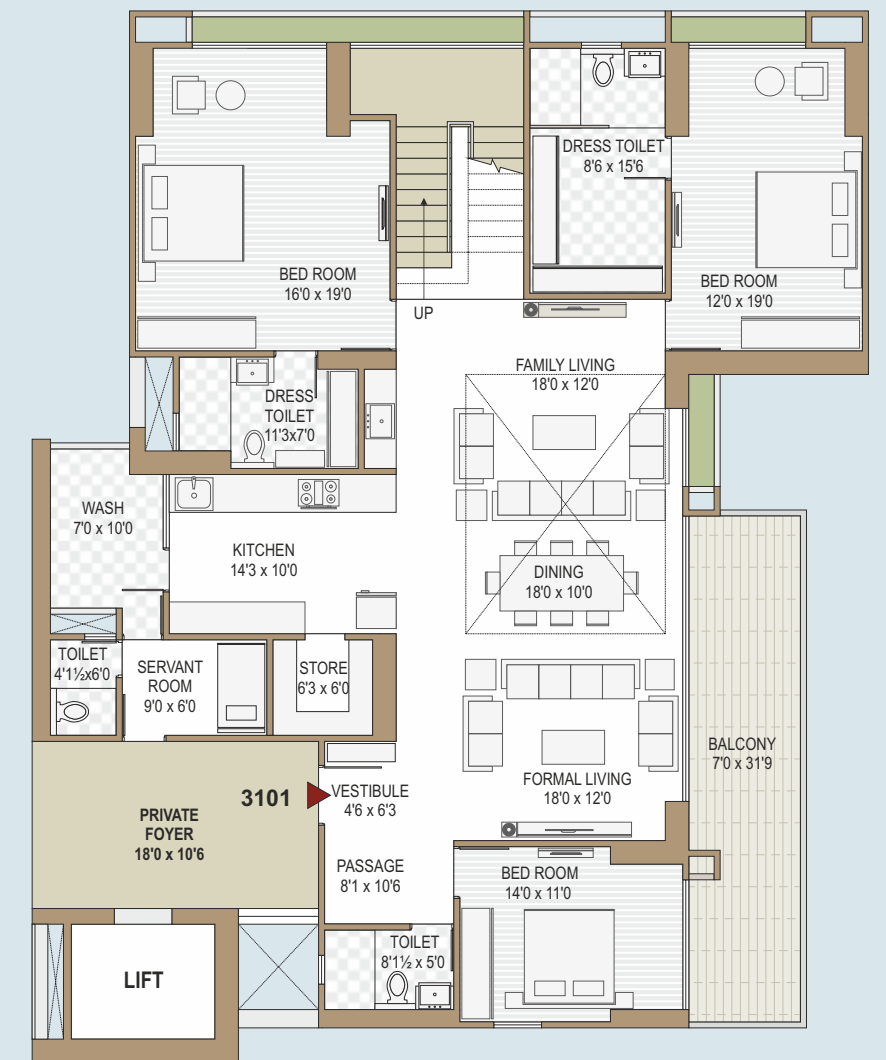 DRESS TOILET
8'6 x 15'6
BED ROOM
16'0 x 19'0
BED ROOM
12'0 x 19'0
UP
FAMILY LIVING
18'0 x 12'0
DRESS
TOILET
11'3x7'0
WASH
7'0 x 10'0
KITCHEN
14'3 x 10'0
DINING
18'0 x 10'0
TOILET
4'1½x6'0
SERVANT
ROOM
9'0 x 6'0
STORE
6'3 x 6'0
BALCONY
7'0 x 31'9
FORMAL LIVING
18'0 x 12'0
3101
VESTIBULE
4'6 x 6'3
PRIVATE
FOYER
18'0 x 10'6
PASSAGE
8'1 x 10'6
BED ROOM
14'0 x 11'0
TOILET
8'1½ x 5'0
LIFT